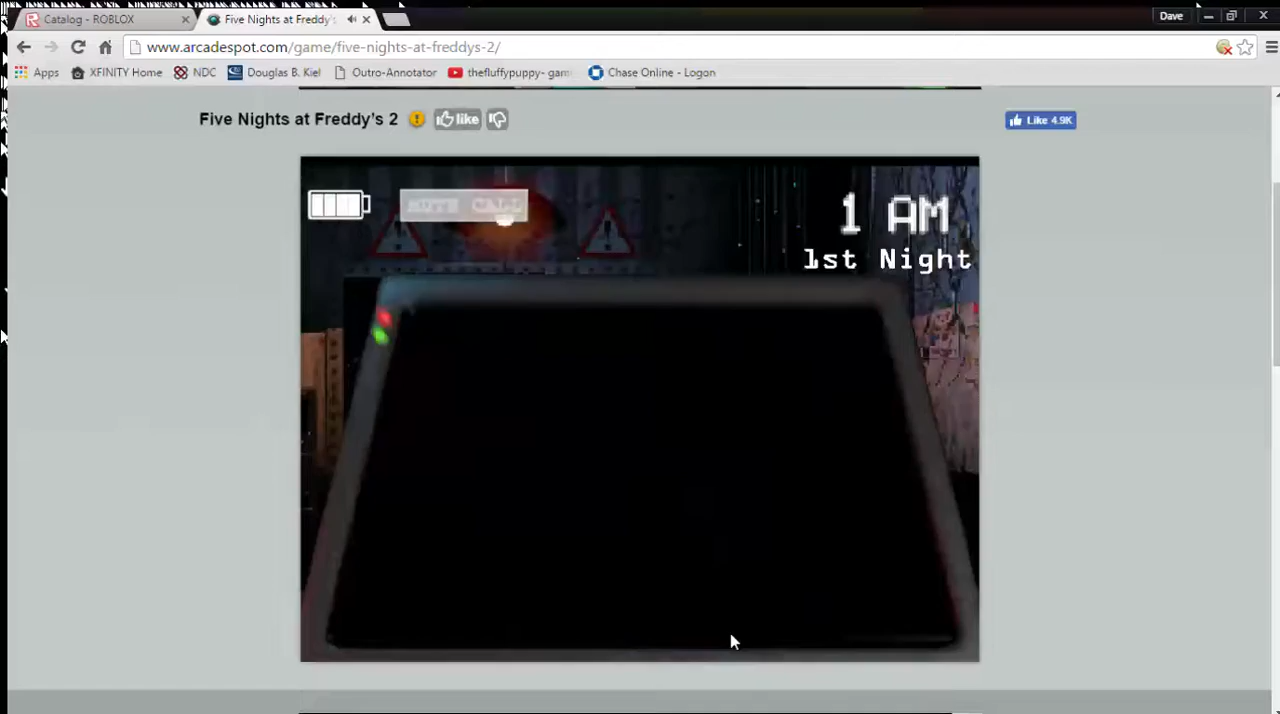 Catalog - ROBLOX
Five Nights at Freddy's
Dave
www.arcadespot.com/game/five-nights-at-freddys-2/
Apps XFINITY Home NDC Douglas B. Kiel Outro-Annotator thefluffypuppy- gam Chase Online - Logon
Five Nights at Freddy's 2 like Like 4.9K
MUTE CALL
1 AM
1st Night